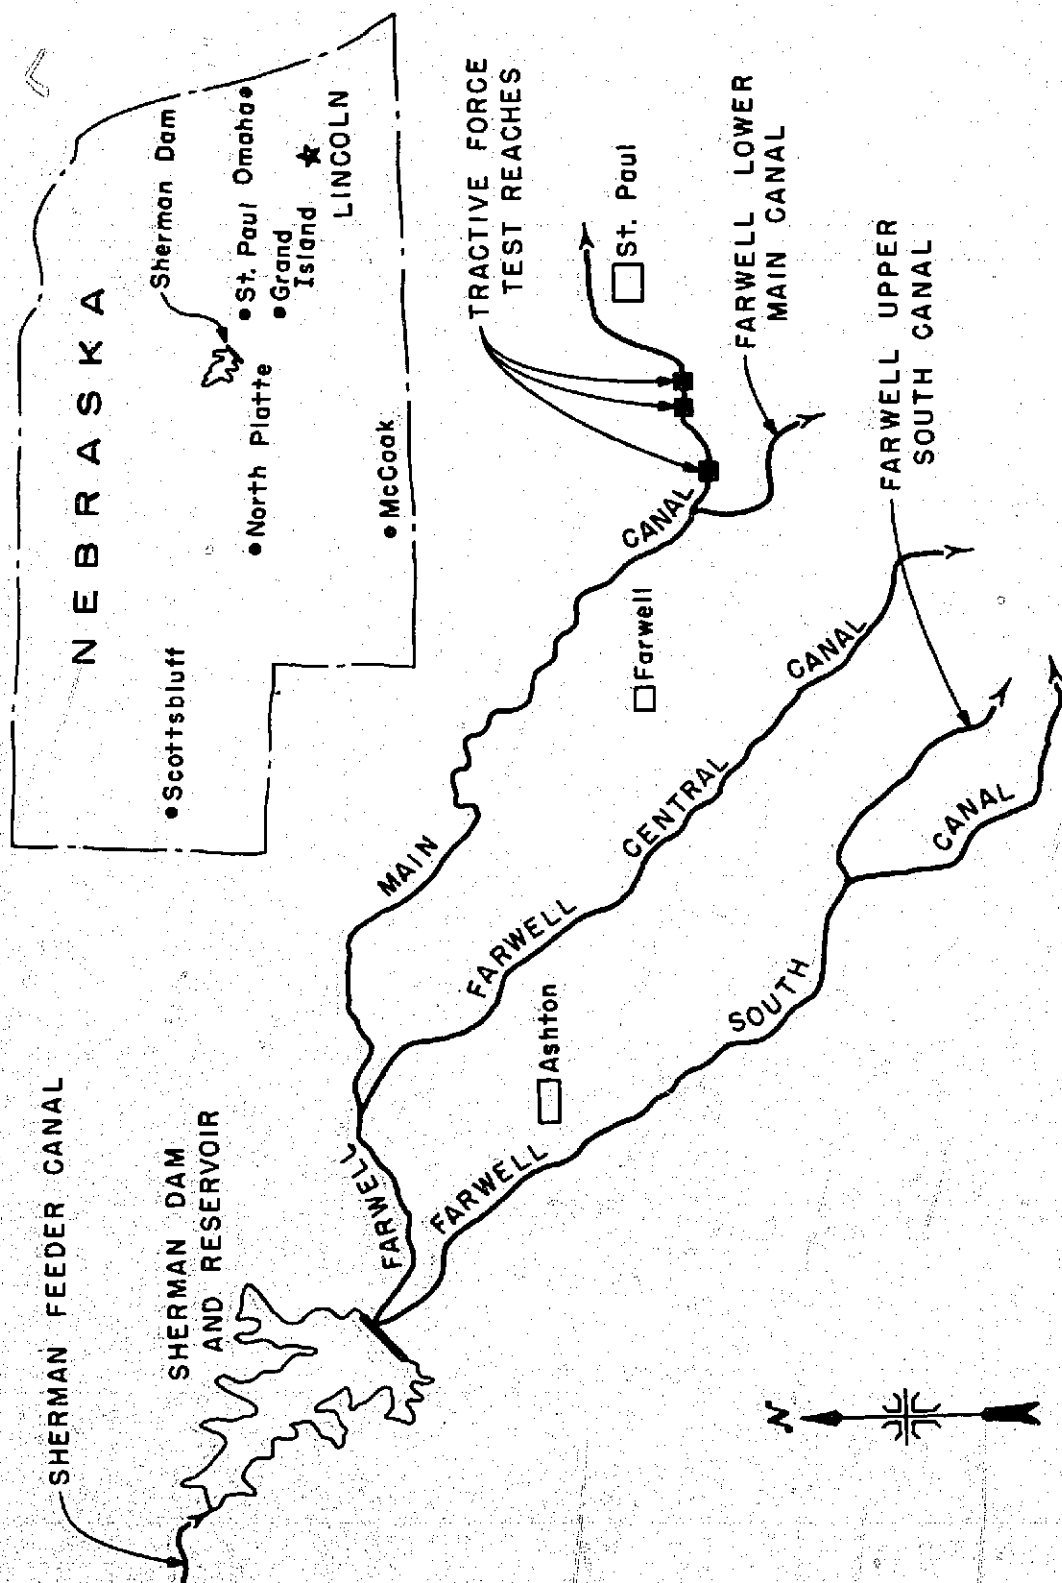 SHERMAN FEEDER CANAL
SHERMAN DAM
AND RESERVOIR
NEBRASKA
Scottsbluff
Sherman Dam
St. Paul
Omaha
North Platte
Grand
Island
LINCOLN
McCook
FARWELL
MAIN
CANAL
TRACTIVE FORCE
TEST REACHES
St. Paul
FARWELL LOWER
MAIN CANAL
Farwell
FARWELL
CENTRAL
CANAL
Ashton
FARWELL
SOUTH
CANAL
FARWELL UPPER
SOUTH CANAL
N